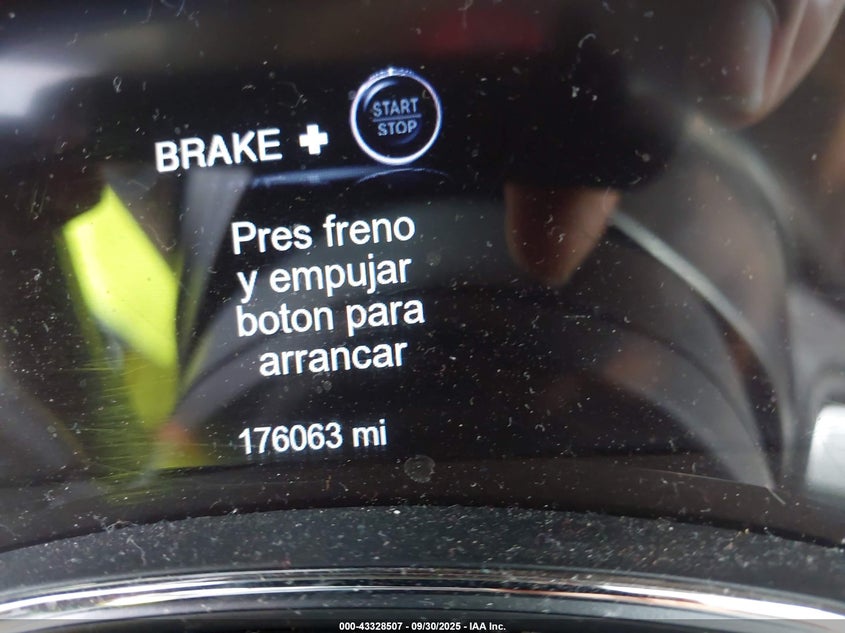 BRAKE + START
STOP
Pres freno
y empujar
boton para
arrancar
176063 mi
000-43328507 - 09/30/2025 - IAA Inc.